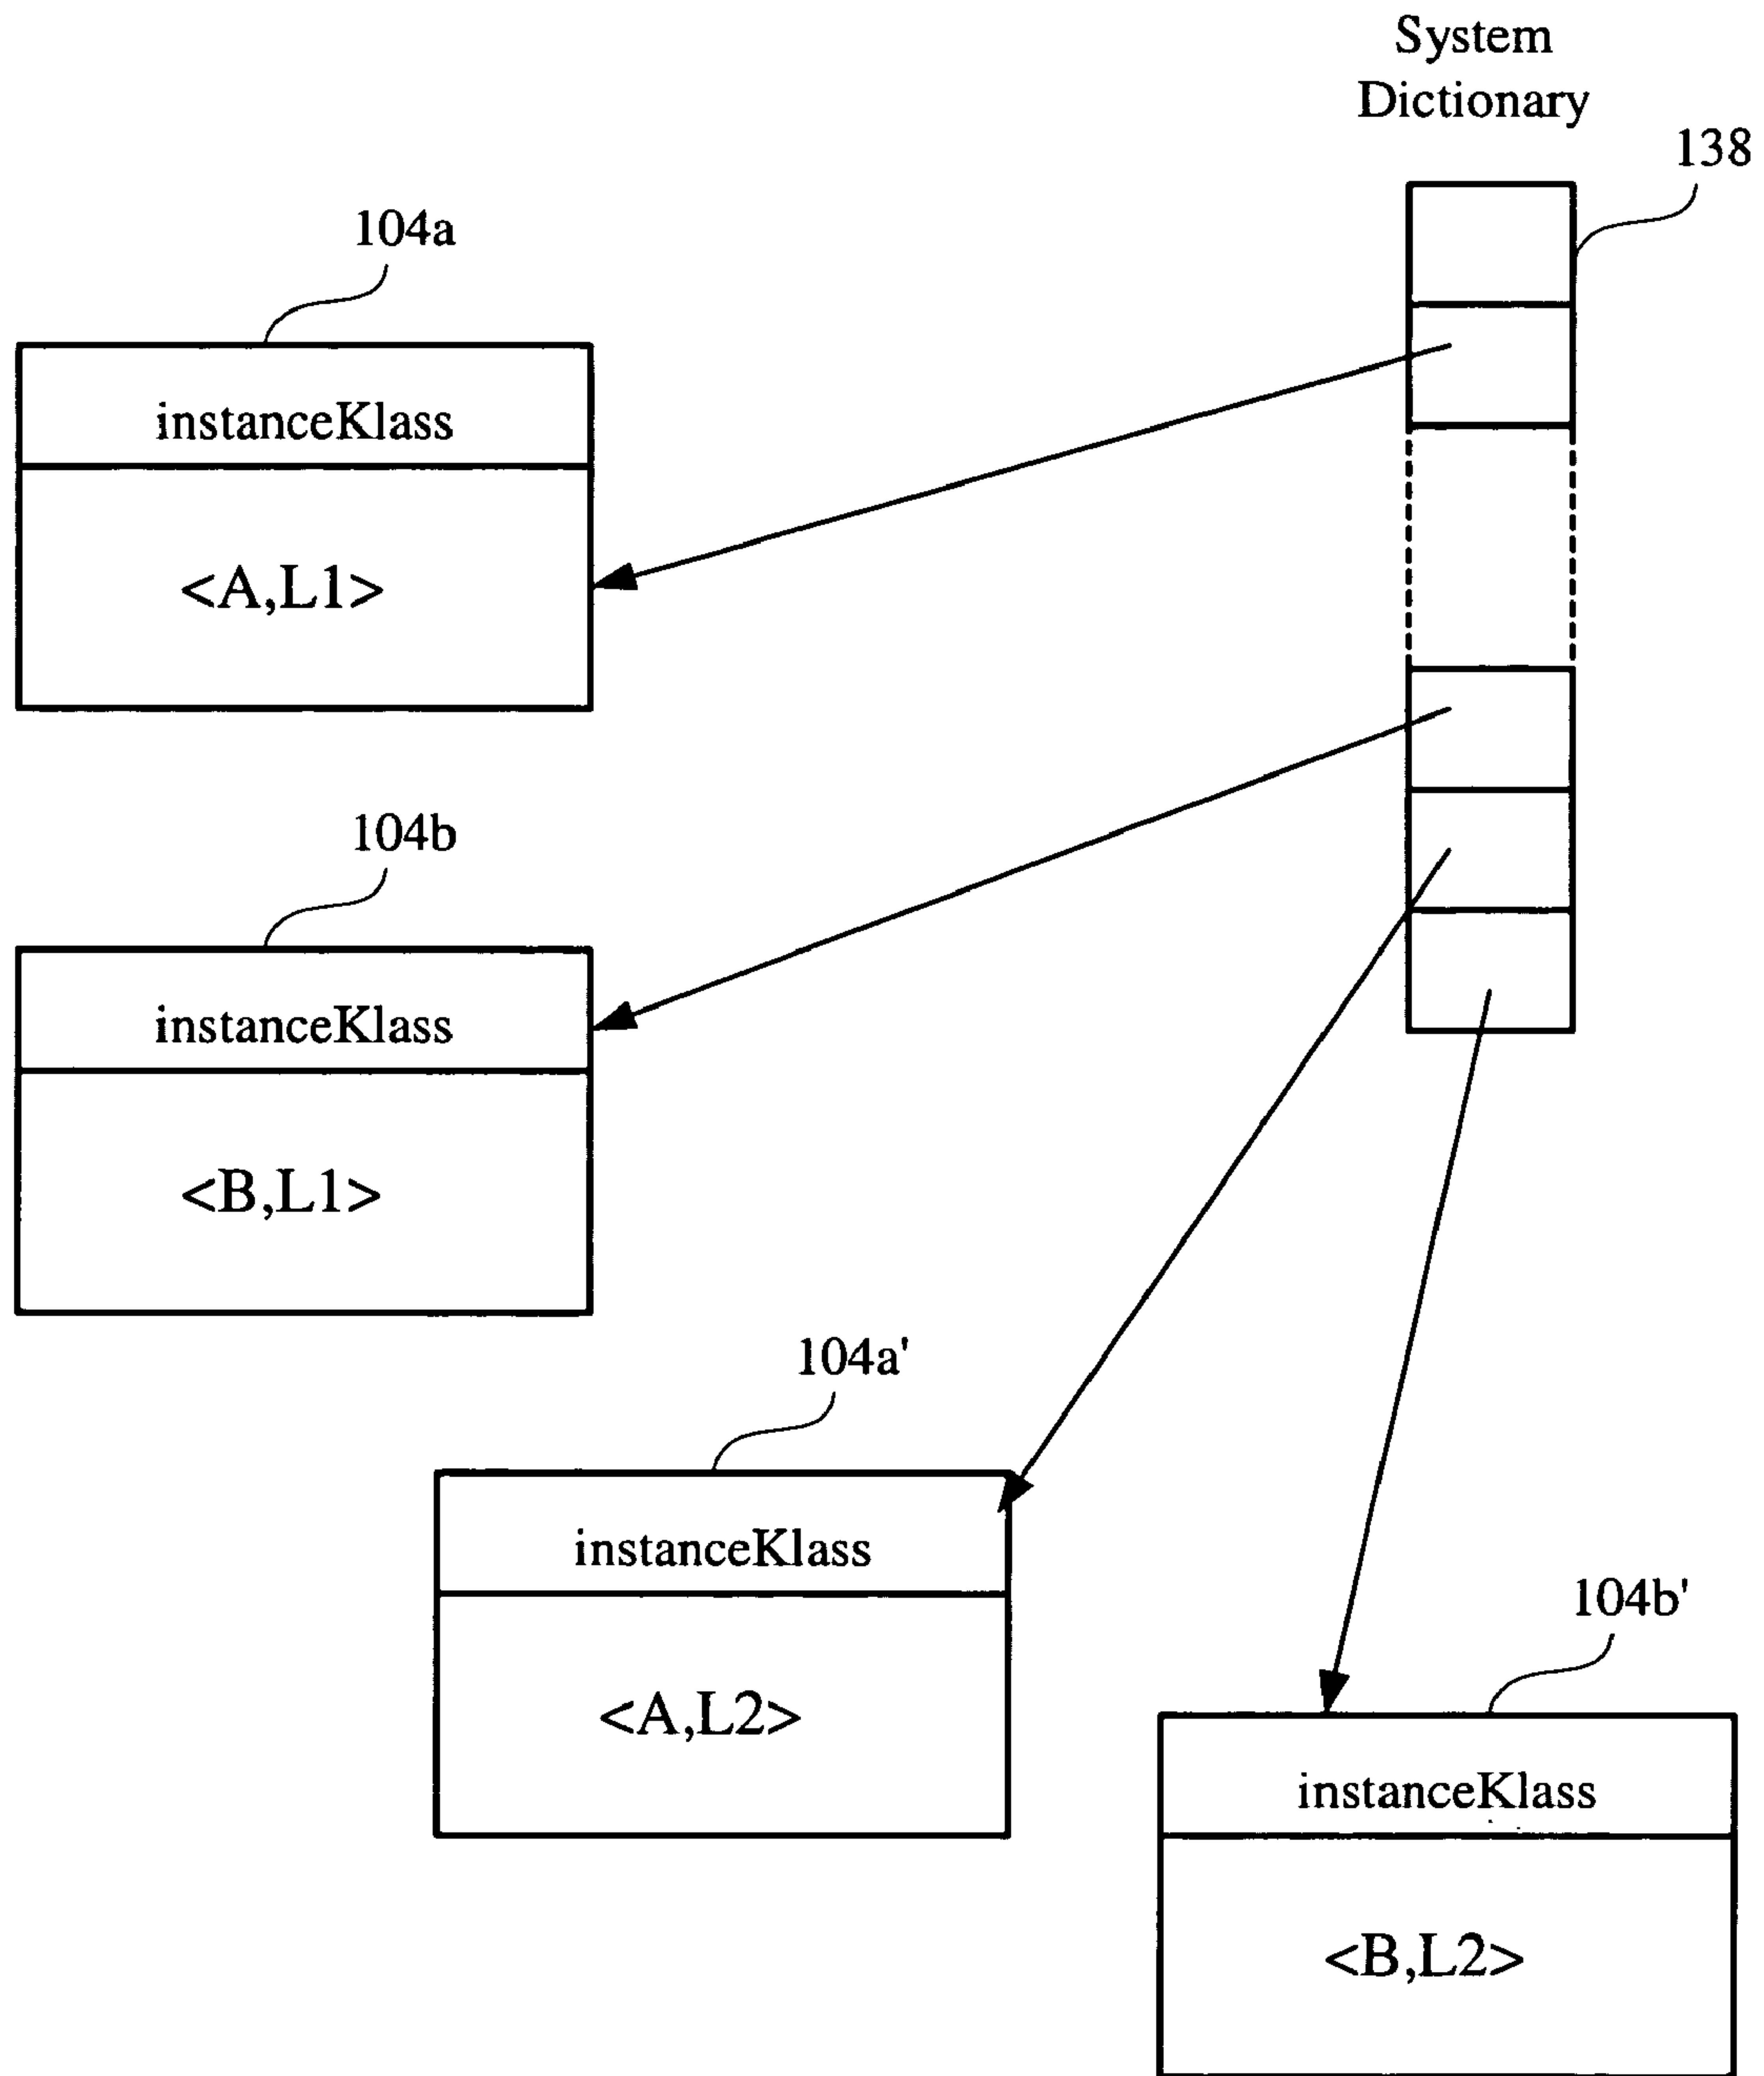 System
Dictionary
138
104a
instanceKlass
<A,L1>
104b
instanceKlass
<B,L1>
104a'
instanceKlass
<A,L2>
104b'
instanceKlass
<B,L2>